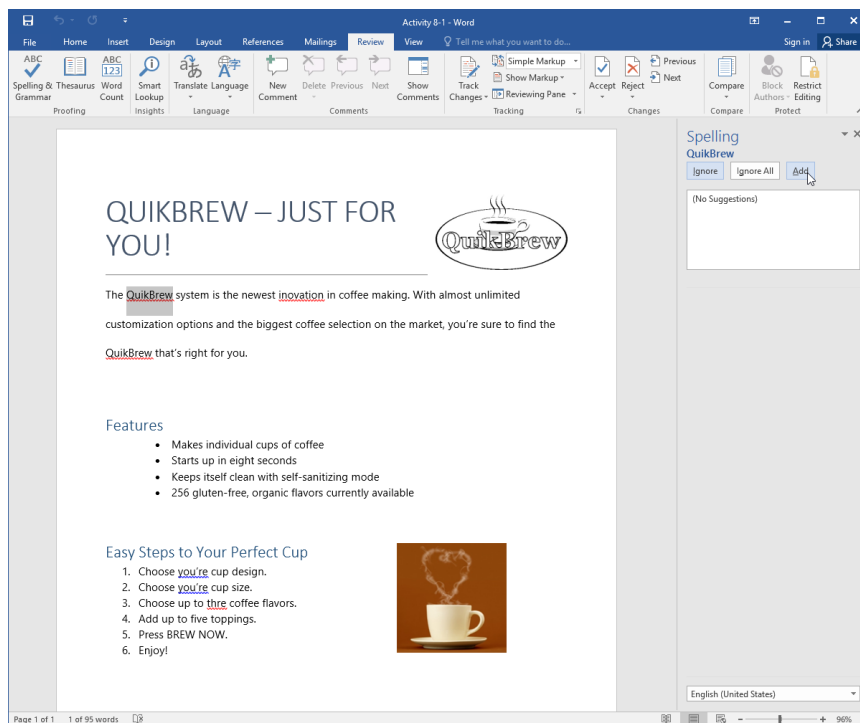 Activity 8-1 - Word
File Home Insert Design Layout References Mailings Review View Tell me what you want to do... Sign in Share
ABC ABC 123
Spelling & Grammar Thesaurus Word Count Smart Lookup Translate Language New Comment Delete Previous Next Show Comments Track Changes Simple Markup Show Markup Reviewing Pane Accept Reject Previous Next Compare Block Authors Restrict Editing
Proofing Insights Language Comments Tracking Changes Compare Protect
Spelling
QuikBrew
Ignore Ignore All Add
(No Suggestions)
QUIKBREW – JUST FOR
YOU!
QuikBrew
The QuikBrew system is the newest inovation in coffee making. With almost unlimited
customization options and the biggest coffee selection on the market, you're sure to find the
QuikBrew that's right for you.
Features
• Makes individual cups of coffee
• Starts up in eight seconds
• Keeps itself clean with self-sanitizing mode
• 256 gluten-free, organic flavors currently available
Easy Steps to Your Perfect Cup
1. Choose you're cup design.
2. Choose you're cup size.
3. Choose up to thre coffee flavors.
4. Add up to five toppings.
5. Press BREW NOW.
6. Enjoy!
English (United States)
Page 1 of 1 1 of 95 words 96%